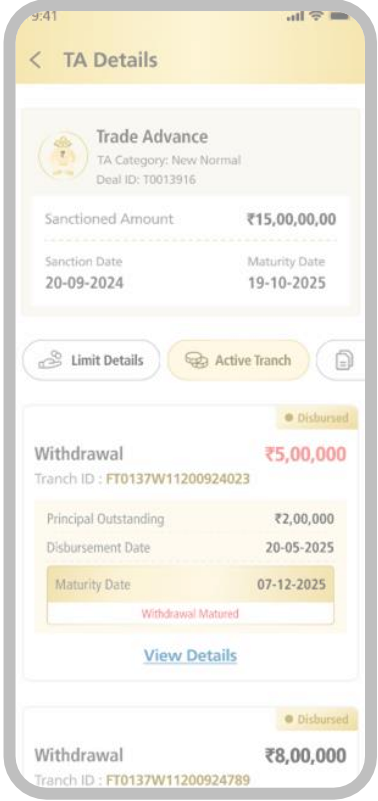 9:41
TA Details
Trade Advance
TA Category: New Normal
Deal ID: T0013916
Sanctioned Amount ₹15,00,00,00
Sanction Date Maturity Date
20-09-2024 19-10-2025
Limit Details Active Tranch
Disbursed
Withdrawal ₹5,00,000
Tranch ID : FT0137W11200924023
Principal Outstanding ₹2,00,000
Disbursement Date 20-05-2025
Maturity Date 07-12-2025
Withdrawal Matured
View Details
Disbursed
Withdrawal ₹8,00,000
Tranch ID : FT0137W11200924789